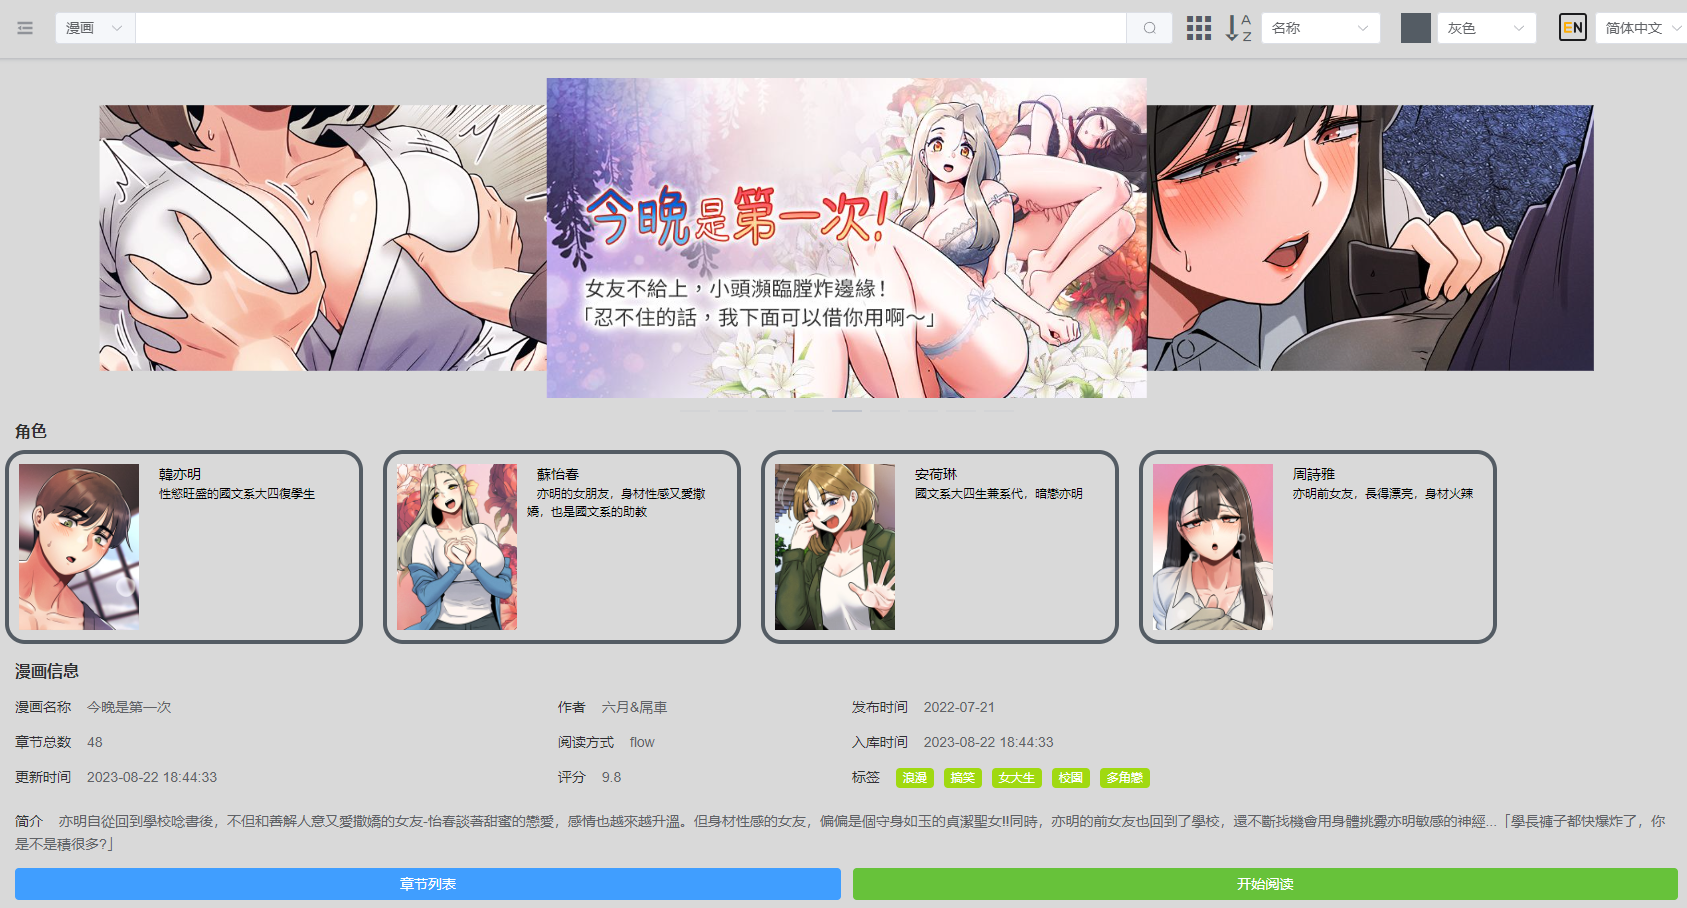 漫画
A
Z
名称
灰色
EN
简体中文
今晚是第一次!
女友不給上，小頭瀕臨膛炸邊緣！
「忍不住的話，我下面可以借你用啊～」
角色
韓亦明
性慾旺盛的國文系大四復學生
蘇怡春
亦明的女朋友，身材性感又愛撒
嬌，也是國文系的助教
安荷琳
國文系大四生兼系代，暗戀亦明
周詩雅
亦明前女友，長得漂亮，身材火辣
漫画信息
漫画名称 今晚是第一次
作者 六月&屌車
发布时间 2022-07-21
章节总数 48
阅读方式 flow
入库时间 2023-08-22 18:44:33
更新时间 2023-08-22 18:44:33
评分 9.8
标签 浪漫 搞笑 女大生 校園 多角戀
简介 亦明自從回到學校唸書後，不但和善解人意又愛撒嬌的女友-怡春談著甜蜜的戀愛，感情也越來越升溫。但身材性感的女友，偏偏是個守身如玉的貞潔聖女!!同時，亦明的前女友也回到了學校，還不斷找機會用身體挑釁亦明敏感的神經...「學長褲子都快爆炸了，你
是不是積很多?」
章节列表
开始阅读